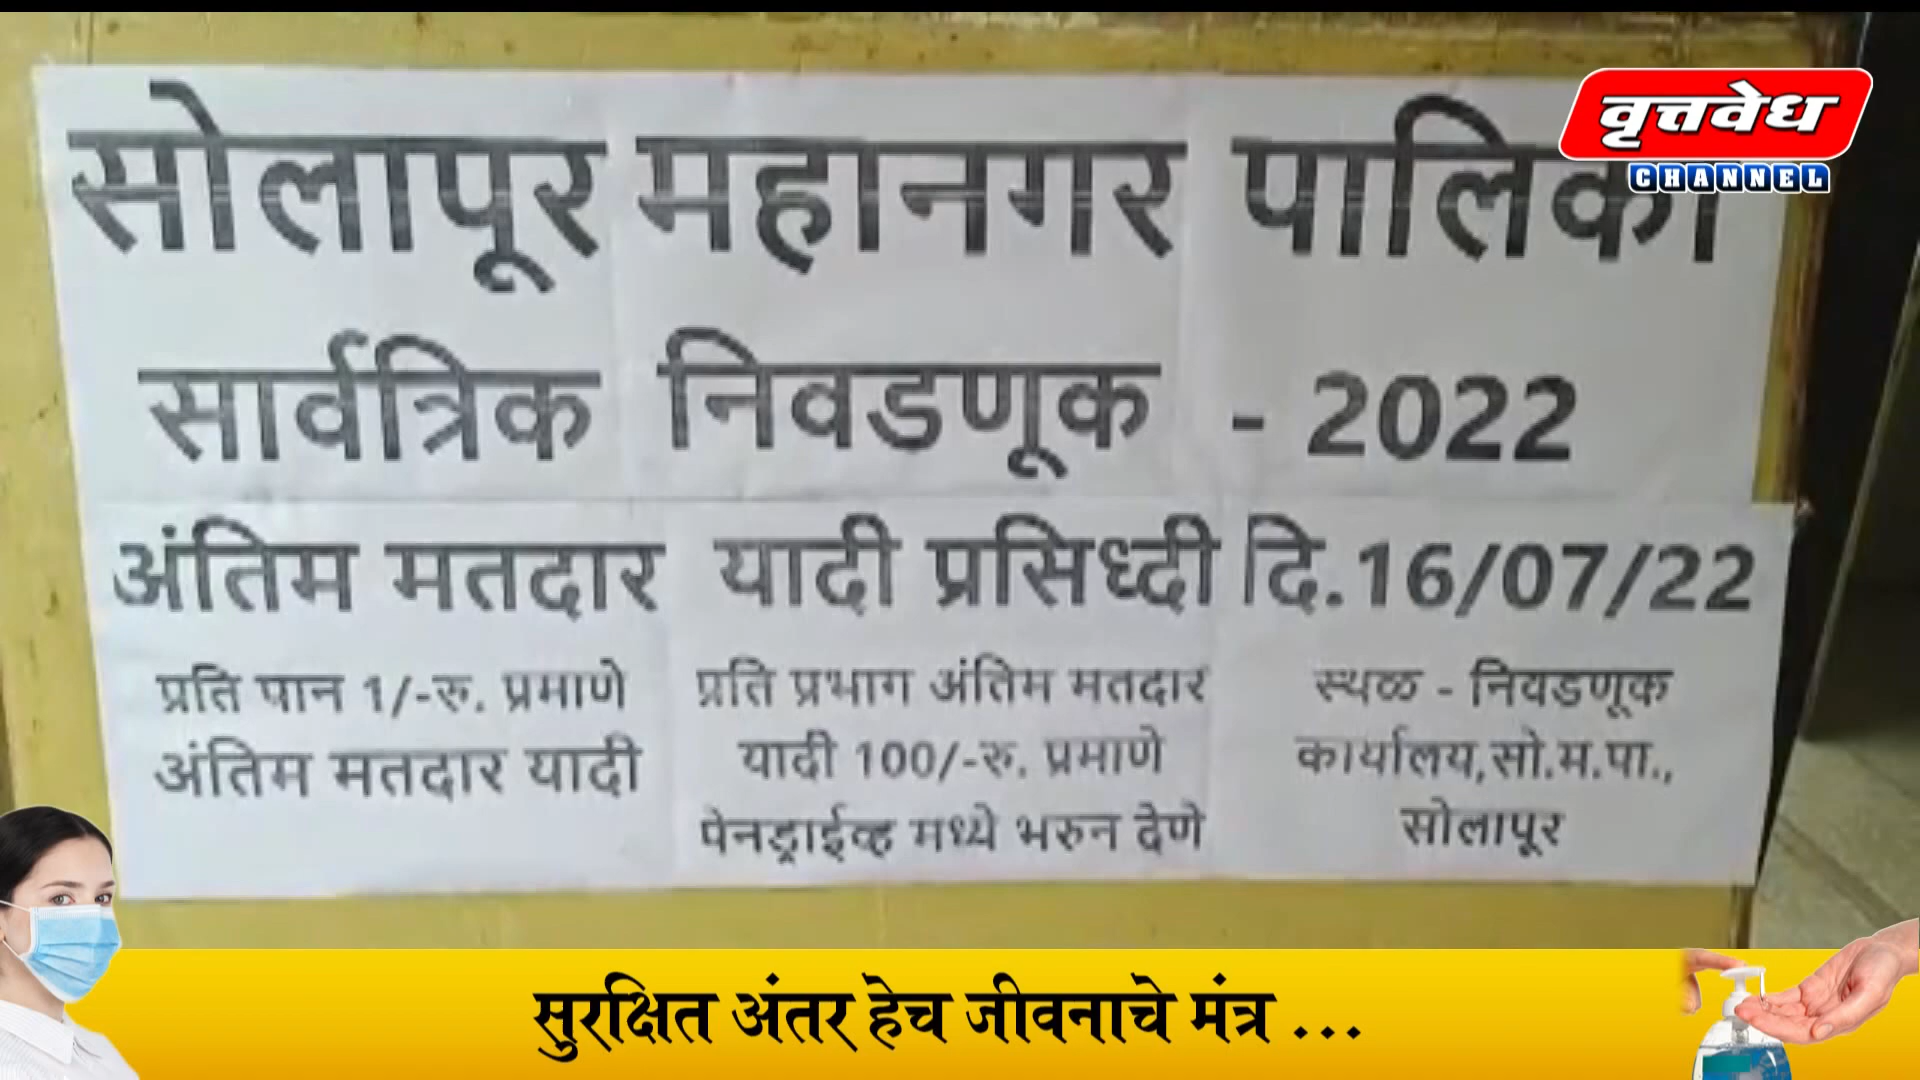 वृत्तवेध
CHANNEL
सोलापूर महानगर पालिका
सार्वत्रिक निवडणूक - 2022
अंतिम मतदार यादी प्रसिध्दी दि.16/07/22
प्रति पान 1/-रु. प्रमाणे
अंतिम मतदार यादी
प्रति प्रभाग अंतिम मतदार
यादी 100/-रु. प्रमाणे
पेनड्राईव्ह मध्ये भरुन देणे
स्थळ - निवडणूक
कार्यालय,सो.म.पा.,
सोलापूर
सुरक्षित अंतर हेच जीवनाचे मंत्र ...